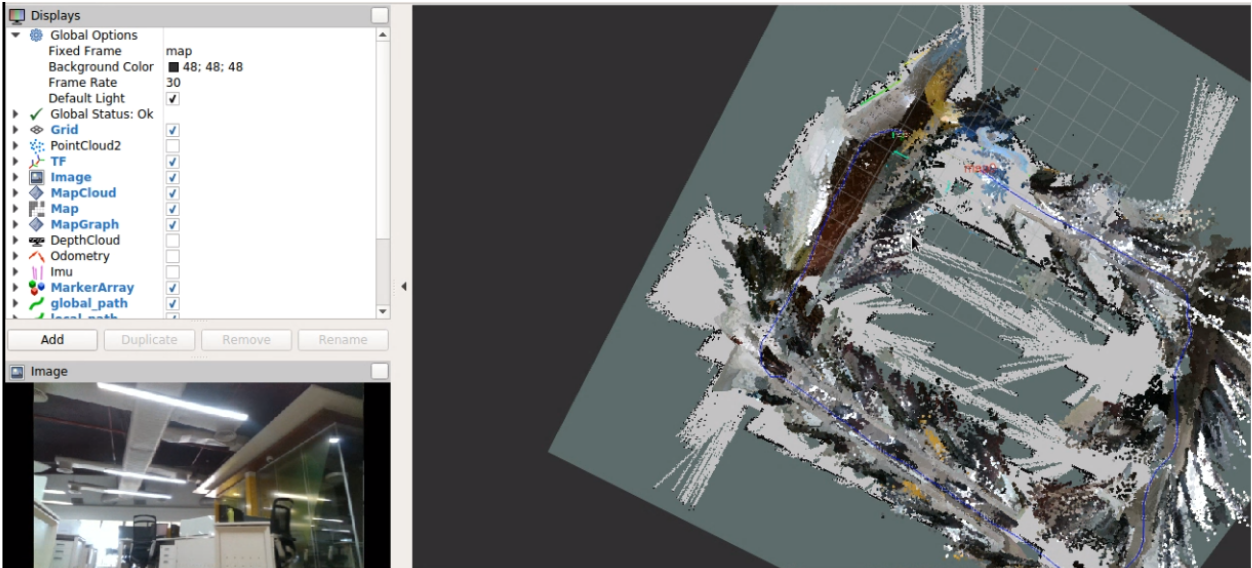 Displays
Global Options
Fixed Frame map
Background Color 48; 48; 48
Frame Rate 30
Default Light
Global Status: Ok
Grid
PointCloud2
TF
Image
MapCloud
Map
MapGraph
DepthCloud
Odometry
Imu
MarkerArray
global_path
local_path
Add Duplicate Remove Rename
Image